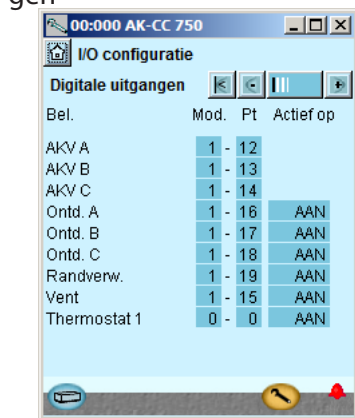 gen
00:000 AK-CC 750
I/O configuratie
Digitale uitgangen
Bel. Mod. Pt Actief op
AKV A 1 - 12
AKV B 1 - 13
AKV C 1 - 14
Ontd. A 1 - 16 AAN
Ontd. B 1 - 17 AAN
Ontd. C 1 - 18 AAN
Randverw. 1 - 19 AAN
Vent 1 - 15 AAN
Thermostat 1 0 - 0 AAN